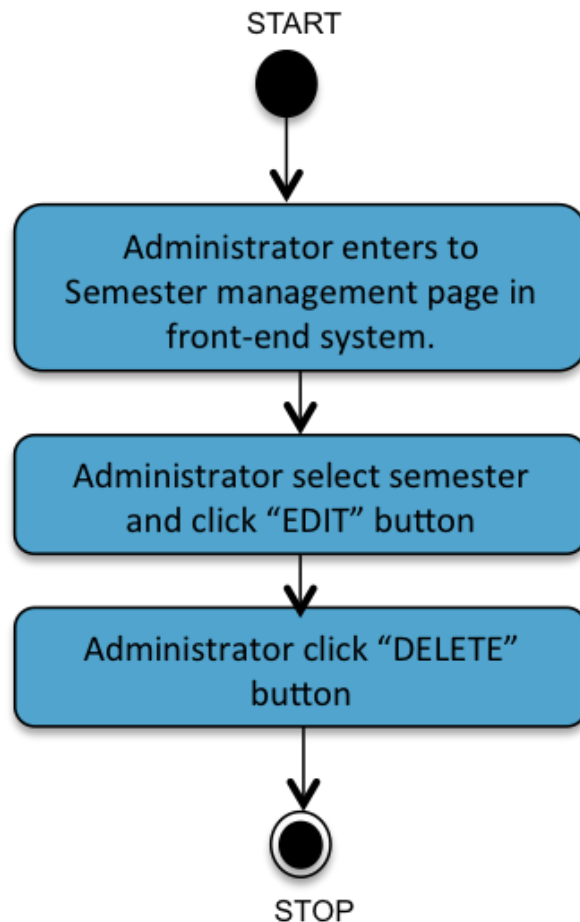 START
Administrator enters to
Semester management page in
front-end system.
Administrator select semester
and click “EDIT” button
Administrator click “DELETE”
button
STOP